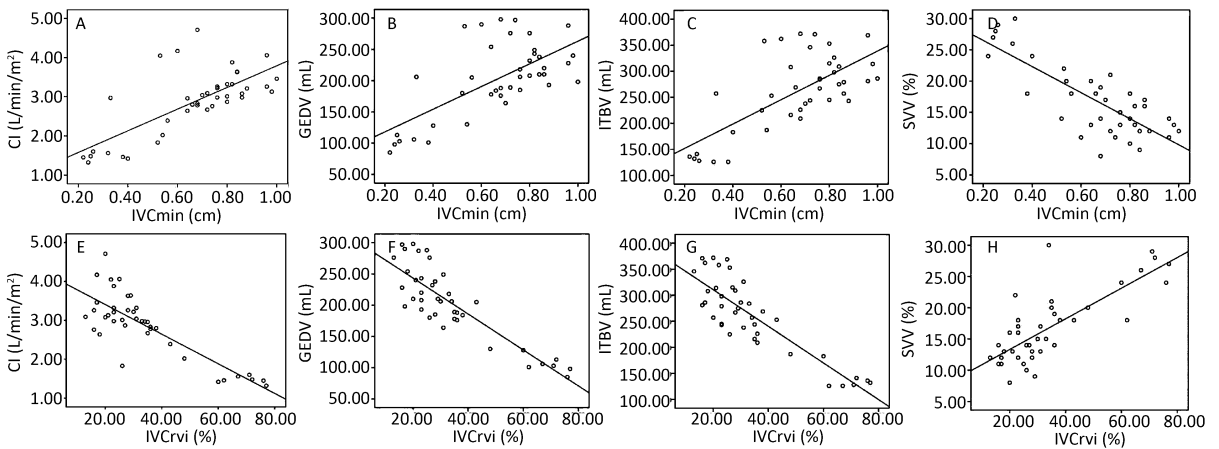 A
CI (L/min/m²)
5.00
4.00
3.00
2.00
1.00
0.20 0.40 0.60 0.80 1.00
IVCmin (cm)
B
GEDV (mL)
300.00
250.00
200.00
150.00
100.00
50.00
0.20 0.40 0.60 0.80 1.00
IVCmin (cm)
C
ITBV (mL)
400.00
350.00
300.00
250.00
200.00
150.00
100.00
0.20 0.40 0.60 0.80 1.00
IVCmin (cm)
D
SVV (%)
30.00
25.00
20.00
15.00
10.00
5.00
0.20 0.40 0.60 0.80 1.00
IVCmin (cm)
E
CI (L/min/m²)
5.00
4.00
3.00
2.00
1.00
20.00 40.00 60.00 80.00
IVCrvi (%)
F
GEDV (mL)
300.00
250.00
200.00
150.00
100.00
50.00
20.00 40.00 60.00 80.00
IVCrvi (%)
G
ITBV (mL)
400.00
350.00
300.00
250.00
200.00
150.00
100.00
20.00 40.00 60.00 80.00
IVCrvi (%)
H
SVV (%)
30.00
25.00
20.00
15.00
10.00
5.00
20.00 40.00 60.00 80.00
IVCrvi (%)